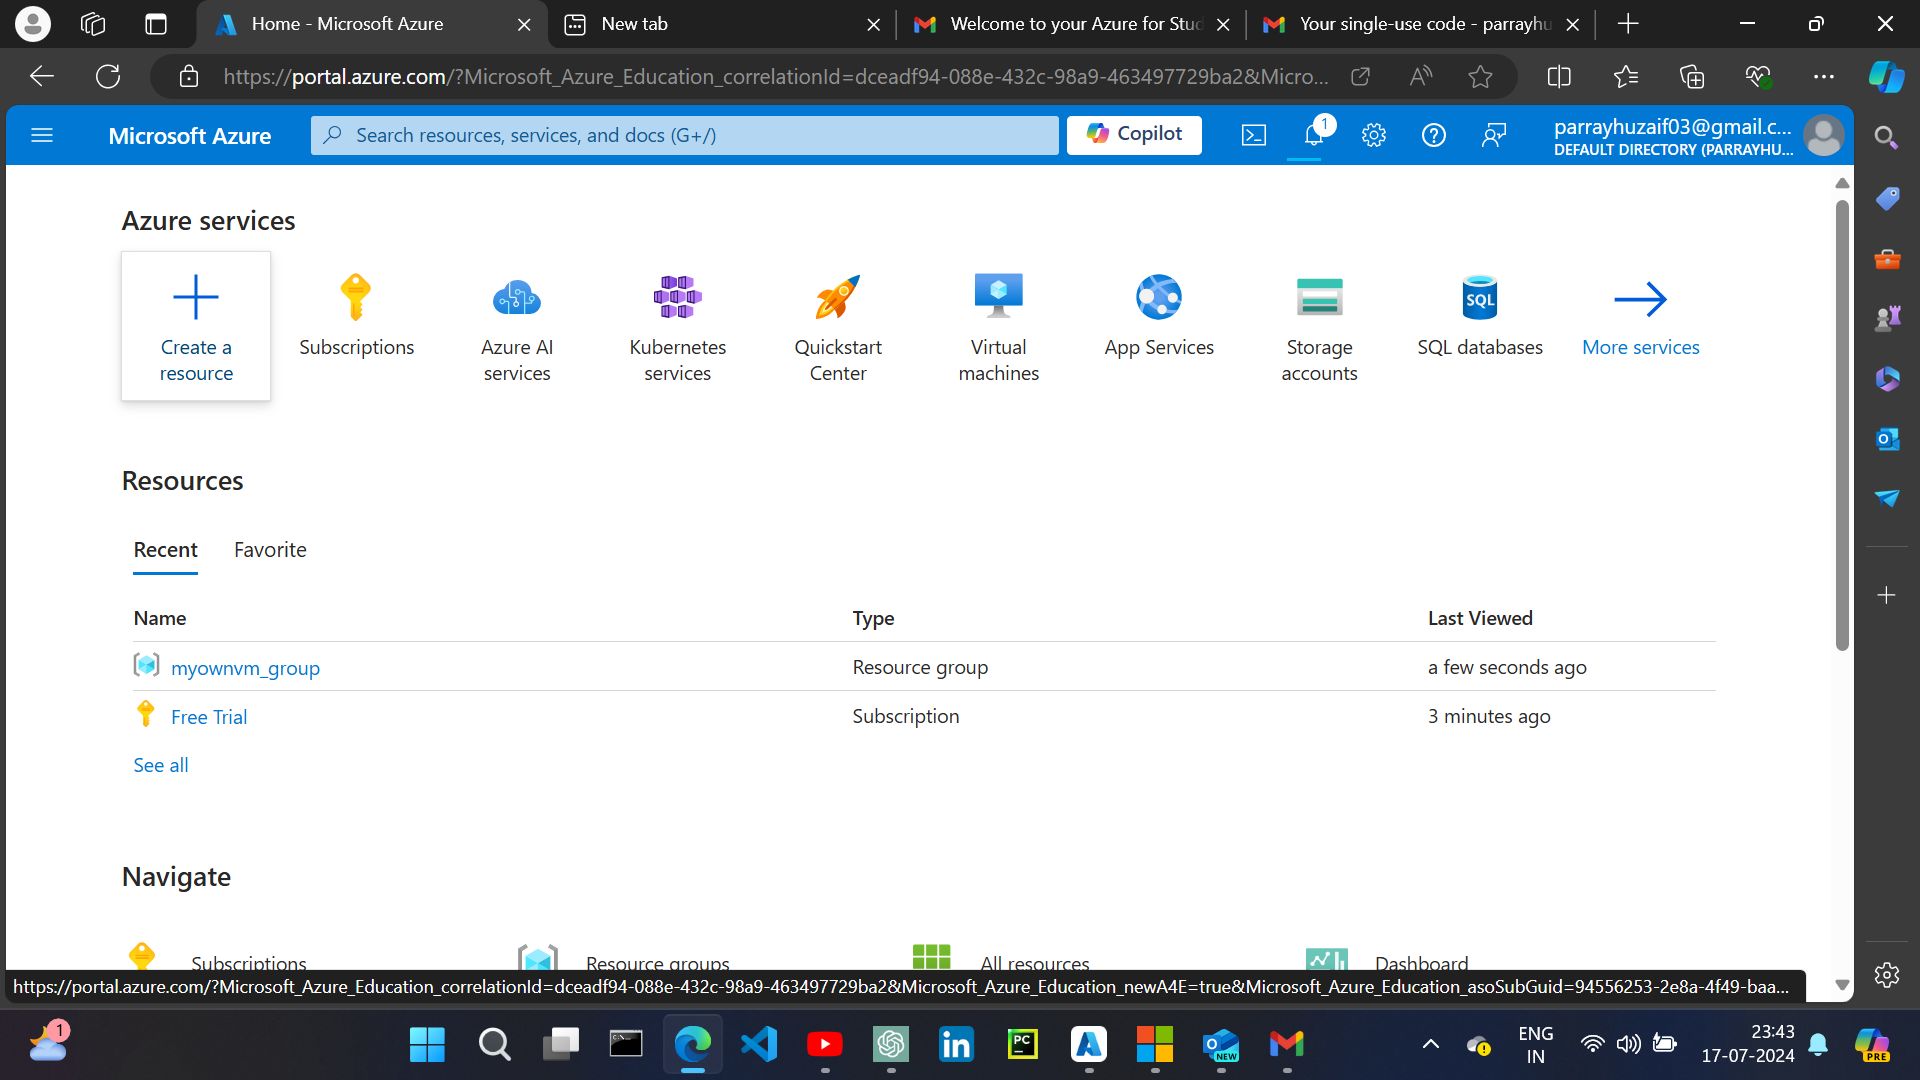 Home - Microsoft Azure
New tab
Welcome to your Azure for Stud
Your single-use code - parrayhu
https://portal.azure.com/?Microsoft_Azure_Education_correlationId=dceadf94-088e-432c-98a9-463497729ba2&Micro...
Microsoft Azure
Search resources, services, and docs (G+/)
Copilot
1
parrayhuzaif03@gmail.c...
DEFAULT DIRECTORY (PARRAYHU...
Azure services
Create a
resource
Subscriptions
Azure AI
services
Kubernetes
services
Quickstart
Center
Virtual
machines
App Services
Storage
accounts
SQL
SQL databases
More services
Resources
Recent
Favorite
Name
Type
Last Viewed
myownvm_group
Resource group
a few seconds ago
Free Trial
Subscription
3 minutes ago
See all
Navigate
Subscriptions
Resource groups
All resources
Dashboard
https://portal.azure.com/?Microsoft_Azure_Education_correlationId=dceadf94-088e-432c-98a9-463497729ba2&Microsoft_Azure_Education_newA4E=true&Microsoft_Azure_Education_asoSubGuid=94556253-2e8a-4f49-baa...
1
PC
NEW
ENG
IN
23:43
17-07-2024
PRE